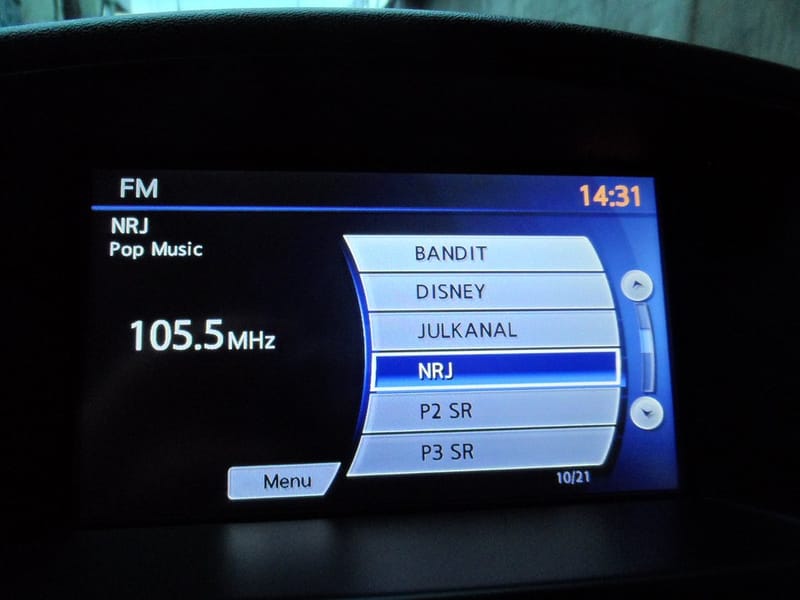 FM
14:31
NRJ
Pop Music
105.5MHz
BANDIT
DISNEY
JULKANAL
NRJ
P2 SR
P3 SR
Menu
10/21